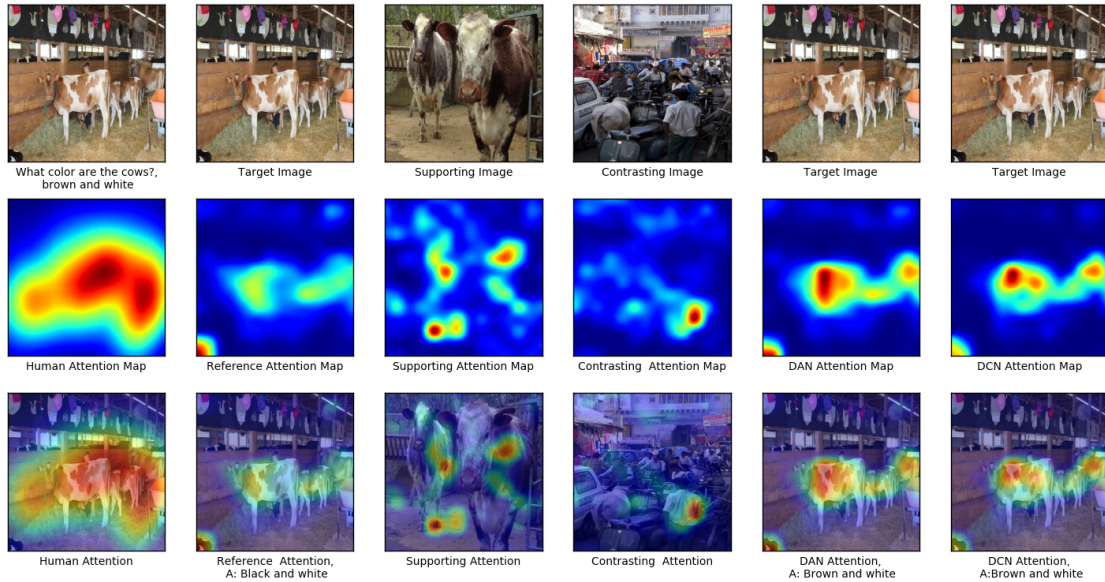 What color are the cows?,
brown and white
Target Image
Supporting Image
Contrasting Image
Target Image
Target Image
Human Attention Map
Reference Attention Map
Supporting Attention Map
Contrasting  Attention Map
DAN Attention Map
DCN Attention Map
Human Attention
Reference  Attention,
A: Black and white
Supporting Attention
Contrasting  Attention
DAN Attention,
A: Brown and white
DCN Attention,
A:Brown and white